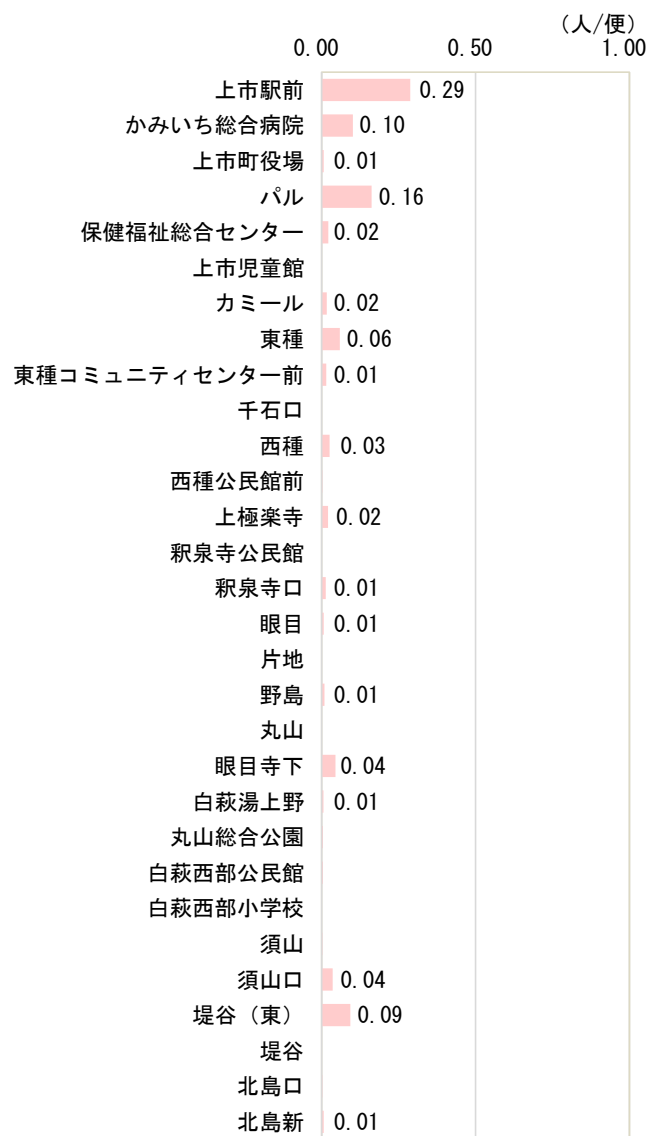 （人/便）
0.00 0.50 1.00
上市駅前 0.29
かみいち総合病院 0.10
上市町役場 0.01
パル 0.16
保健福祉総合センター 0.02
上市児童館
カミール 0.02
東種 0.06
東種コミュニティセンター前 0.01
千石口
西種 0.03
西種公民館前
上極楽寺 0.02
釈泉寺公民館
釈泉寺口 0.01
眼目 0.01
片地
野島 0.01
丸山
眼目寺下 0.04
白萩湯上野 0.01
丸山総合公園
白萩西部公民館
白萩西部小学校
須山
須山口 0.04
堤谷（東） 0.09
堤谷
北島口
北島新 0.01